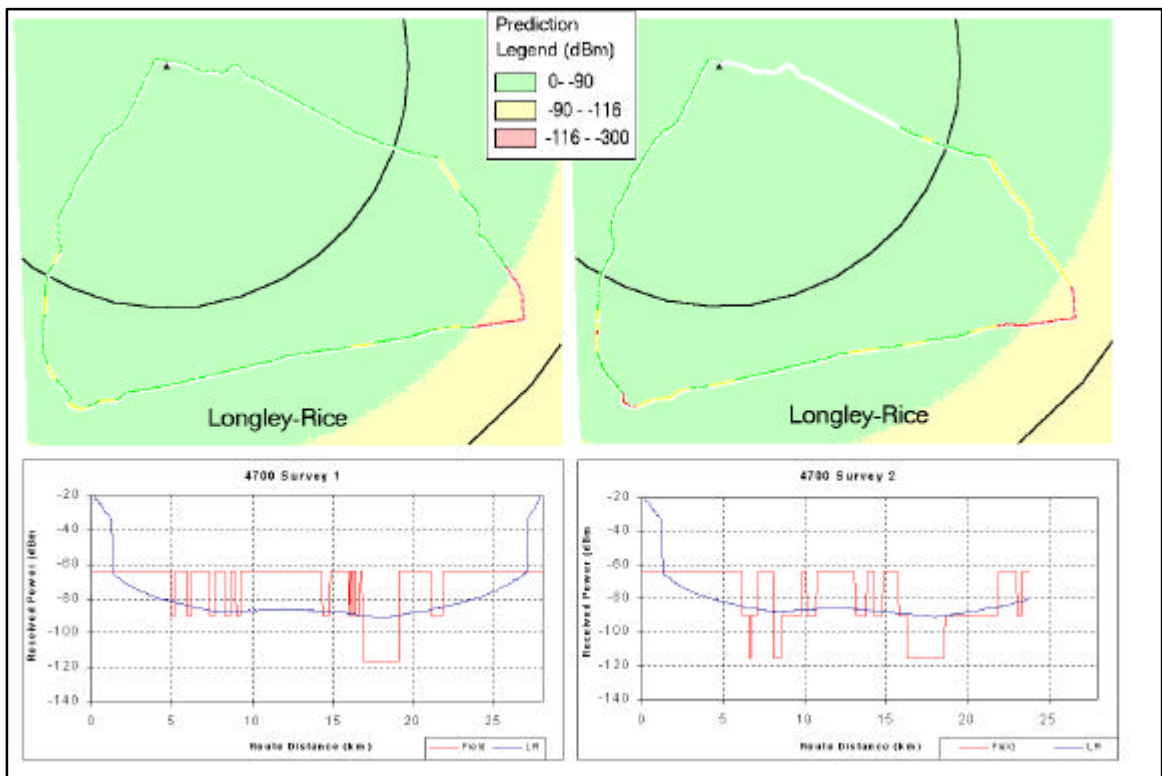 Prediction
Legend (dBm)
0- -90
-90 - -116
-116 - -300
Longley-Rice
Longley-Rice
4700 Survey 1
Received Power (dBm
-20
-40
-60
-80
-100
-120
-140
0
5
10
15
20
25
Route Distance (km)
Field
LR
4700 Survey 2
Received Power (dBm
-20
-40
-60
-80
-100
-120
-140
0
5
10
15
20
25
Route Distance (km)
Field
LR